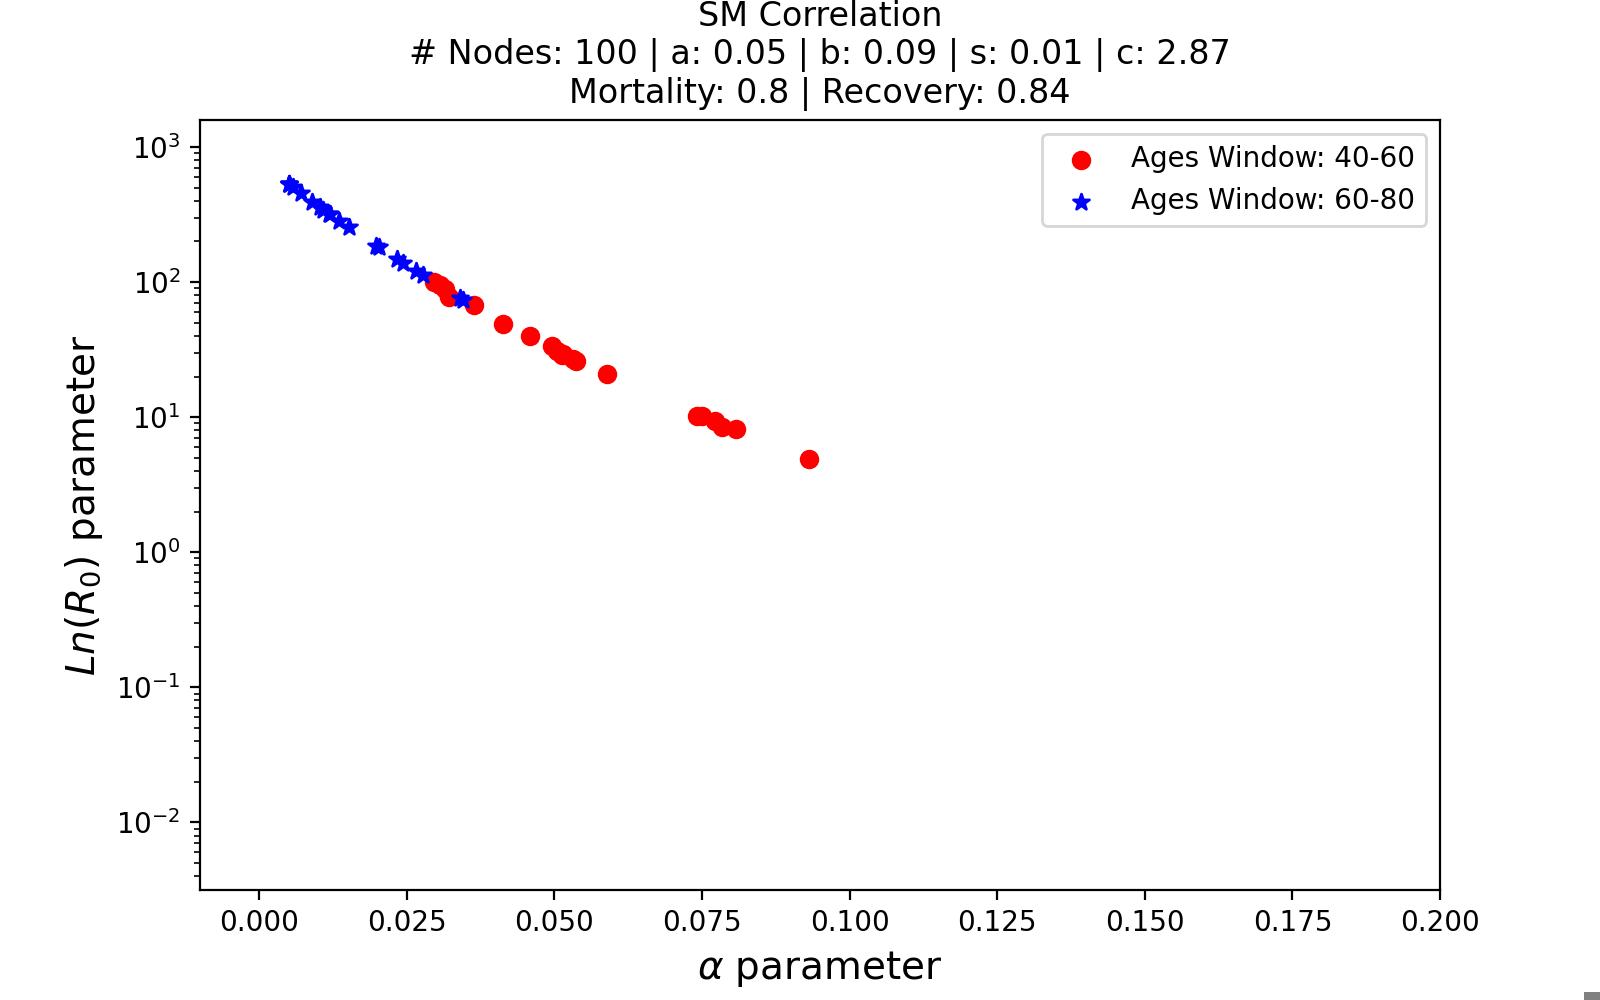 SM Correlation
# Nodes: 100 | a: 0.05 | b: 0.09 | s: 0.01 | c: 2.87
Mortality: 0.8 | Recovery: 0.84
Ages Window: 40-60
Ages Window: 60-80
Ln(R₀) parameter
10³
10²
10¹
10⁰
10⁻¹
10⁻²
0.000 0.025 0.050 0.075 0.100 0.125 0.150 0.175 0.200
α parameter